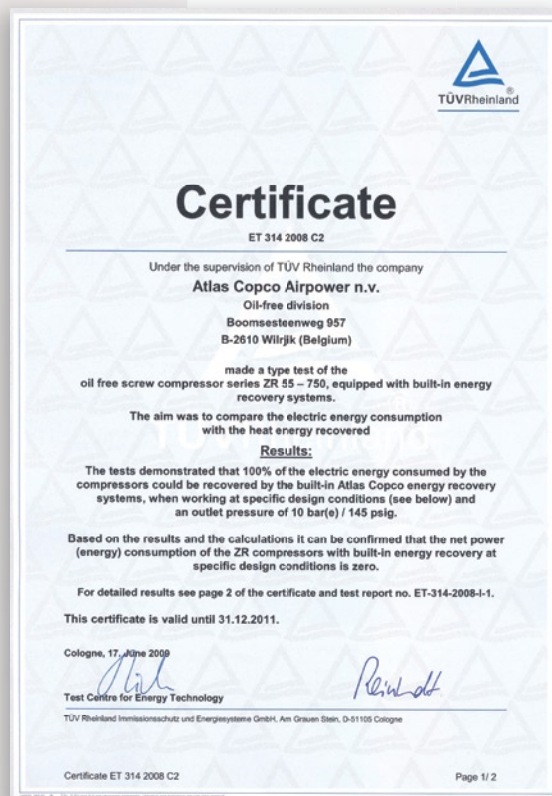 TÜVRheinland®
Certificate
ET 314 2008 C2
Under the supervision of TÜV Rheinland the company
Atlas Copco Airpower n.v.
Oil-free division
Boomsesteenweg 957
B-2610 Wilrjik (Belgium)
made a type test of the
oil free screw compressor series ZR 55 – 750, equipped with built-in energy
recovery systems.
The aim was to compare the electric energy consumption
with the heat energy recovered
Results:
The tests demonstrated that 100% of the electric energy consumed by the
compressors could be recovered by the built-in Atlas Copco energy recovery
systems, when working at specific design conditions (see below) and
an outlet pressure of 10 bar(e) / 145 psig.
Based on the results and the calculations it can be confirmed that the net power
(energy) consumption of the ZR compressors with built-in energy recovery at
specific design conditions is zero.
For detailed results see page 2 of the certificate and test report no. ET-314-2008-I-1.
This certificate is valid until 31.12.2011.
Cologne, 17. June 2009
Test Centre for Energy Technology
TÜV Rheinland Immissionsschutz und Energiesysteme GmbH, Am Grauen Stein, D-51105 Cologne
Certificate ET 314 2008 C2
Page 1/ 2